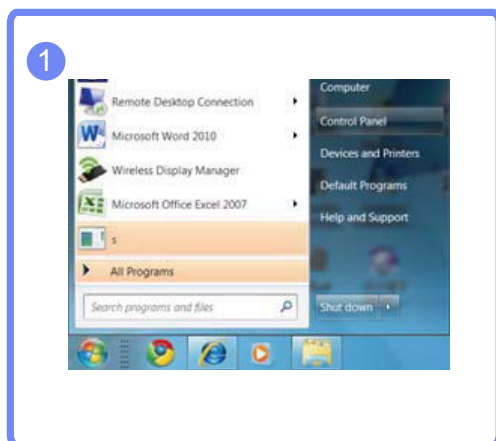 1
Remote Desktop Connection
Microsoft Word 2010
Wireless Display Manager
Microsoft Office Excel 2007
s
All Programs
Search programs and files
Computer
Control Panel
Devices and Printers
Default Programs
Help and Support
Shut down